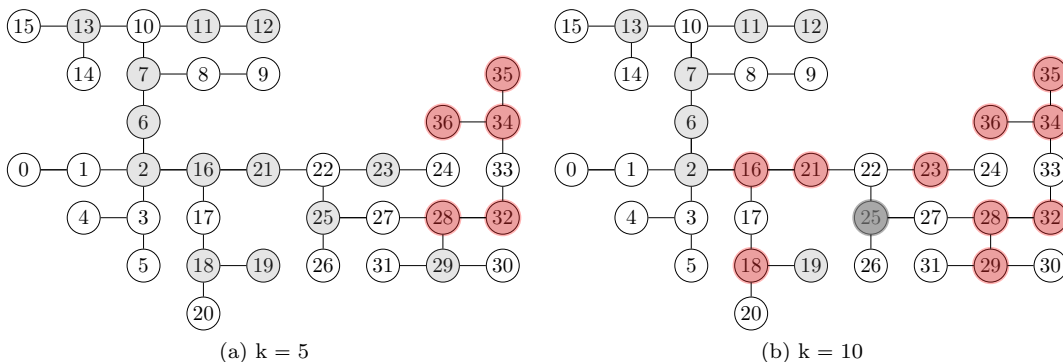 15 13 10 11 12 15 13 10 11 12
14 7 8 9 35 14 7 8 9 35
6 36 34 6 36 34
0 1 2 16 21 22 23 24 33 0 1 2 16 21 22 23 24 33
4 3 17 25 27 28 32 4 3 17 25 27 28 32
5 18 19 26 31 29 30 5 18 19 26 31 29 30
20 20
(a) k = 5 (b) k = 10